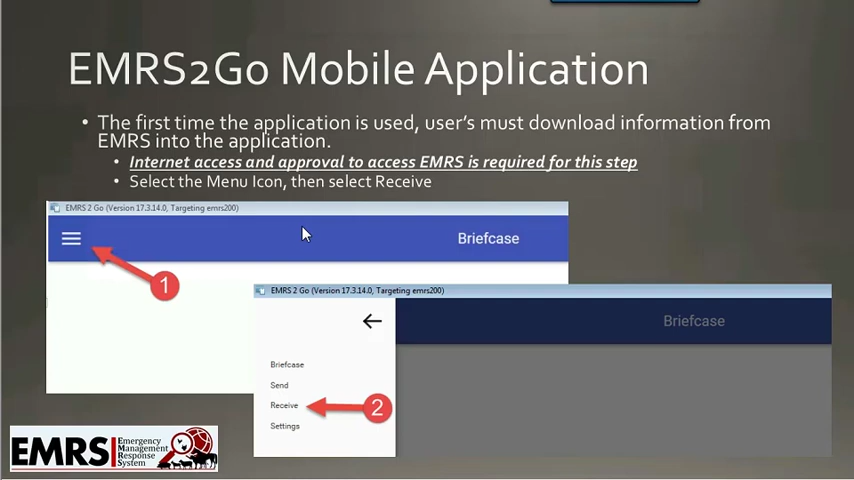 EMRS2Go Mobile Application
• The first time the application is used, user's must download information from
EMRS into the application.
• Internet access and approval to access EMRS is required for this step
• Select the Menu Icon, then select Receive
EMRS 2 Go (Version 17.3.14.0, Targeting emrs200)
Briefcase
1
EMRS 2 Go (Version 17.3.14.0, Targeting emrs200)
Briefcase
Briefcase
Send
Receive
2
Settings
EMRS
Emergency
Management
Response
System